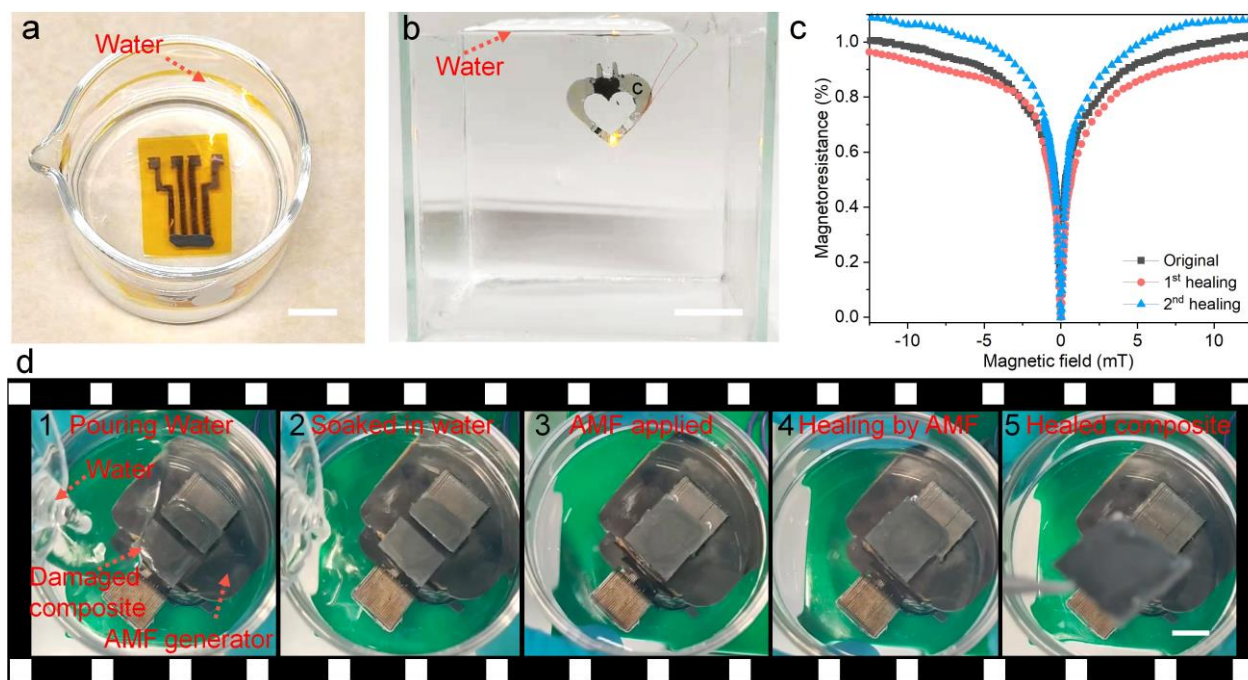 a
Water
b
Water
c
c
Magnetoresistance (%)
1.0
0.8
0.6
0.4
0.2
0.0
-10
-5
0
5
10
Magnetic field (mT)
Original
1st healing
2nd healing
d
1 Pouring Water
Water
Damaged
composite
AMF generator
2 Soaked in water
3 AMF applied
4 Healing by AMF
5 Healed composite